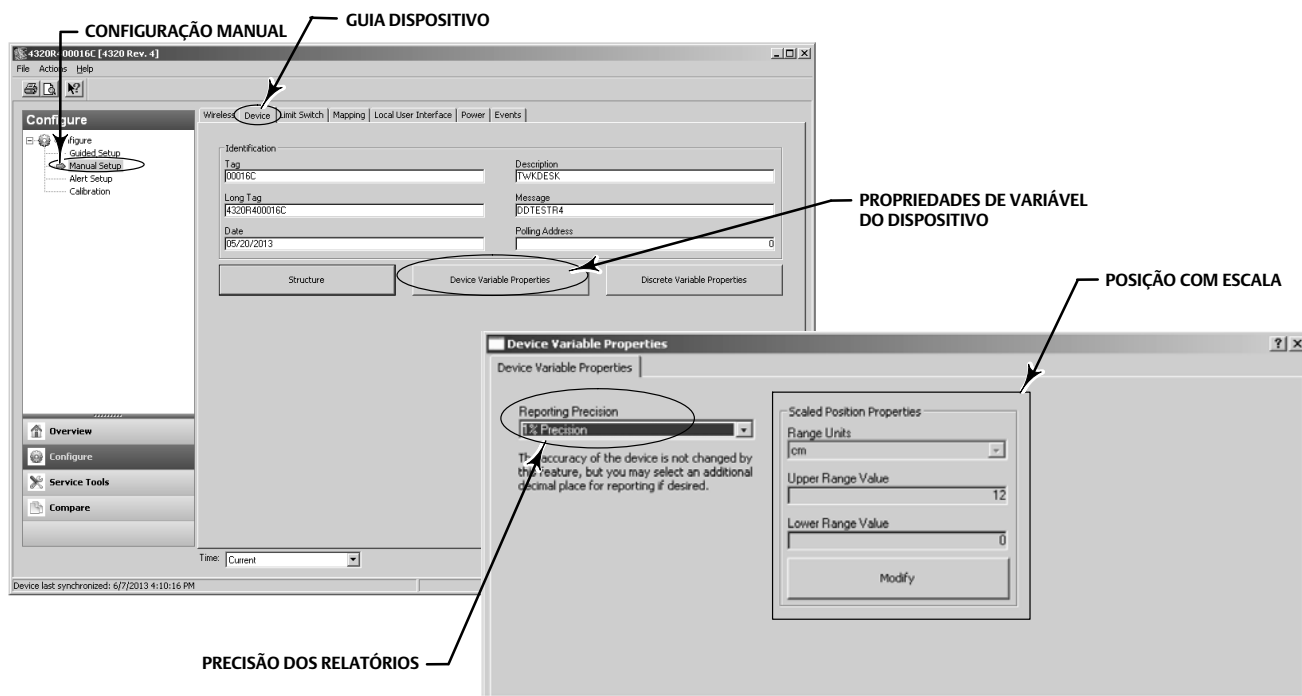 CONFIGURAÇÃO MANUAL
GUIA DISPOSITIVO
4320R400016C [4320 Rev. 4]
File Actions Help
Configure
Wireless Device Limit Switch Mapping Local User Interface Power Events
Configure
Guided Setup
Manual Setup
Alert Setup
Calibration
Identification
Tag
00016C
Description
TWKDESK
Long Tag
4320R400016C
Message
DDTESTR4
Date
05/20/2013
Polling Address
0
Structure
Device Variable Properties
Discrete Variable Properties
PROPRIEDADES DE VARIÁVEL
DO DISPOSITIVO
POSIÇÃO COM ESCALA
Overview
Configure
Service Tools
Compare
Time: Current
Device last synchronized: 6/7/2013 4:10:16 PM
Device Variable Properties
Device Variable Properties
Reporting Precision
1% Precision
The accuracy of the device is not changed by
this feature, but you may select an additional
decimal place for reporting if desired.
Scaled Position Properties
Range Units
cm
Upper Range Value
12
Lower Range Value
0
Modify
PRECISÃO DOS RELATÓRIOS